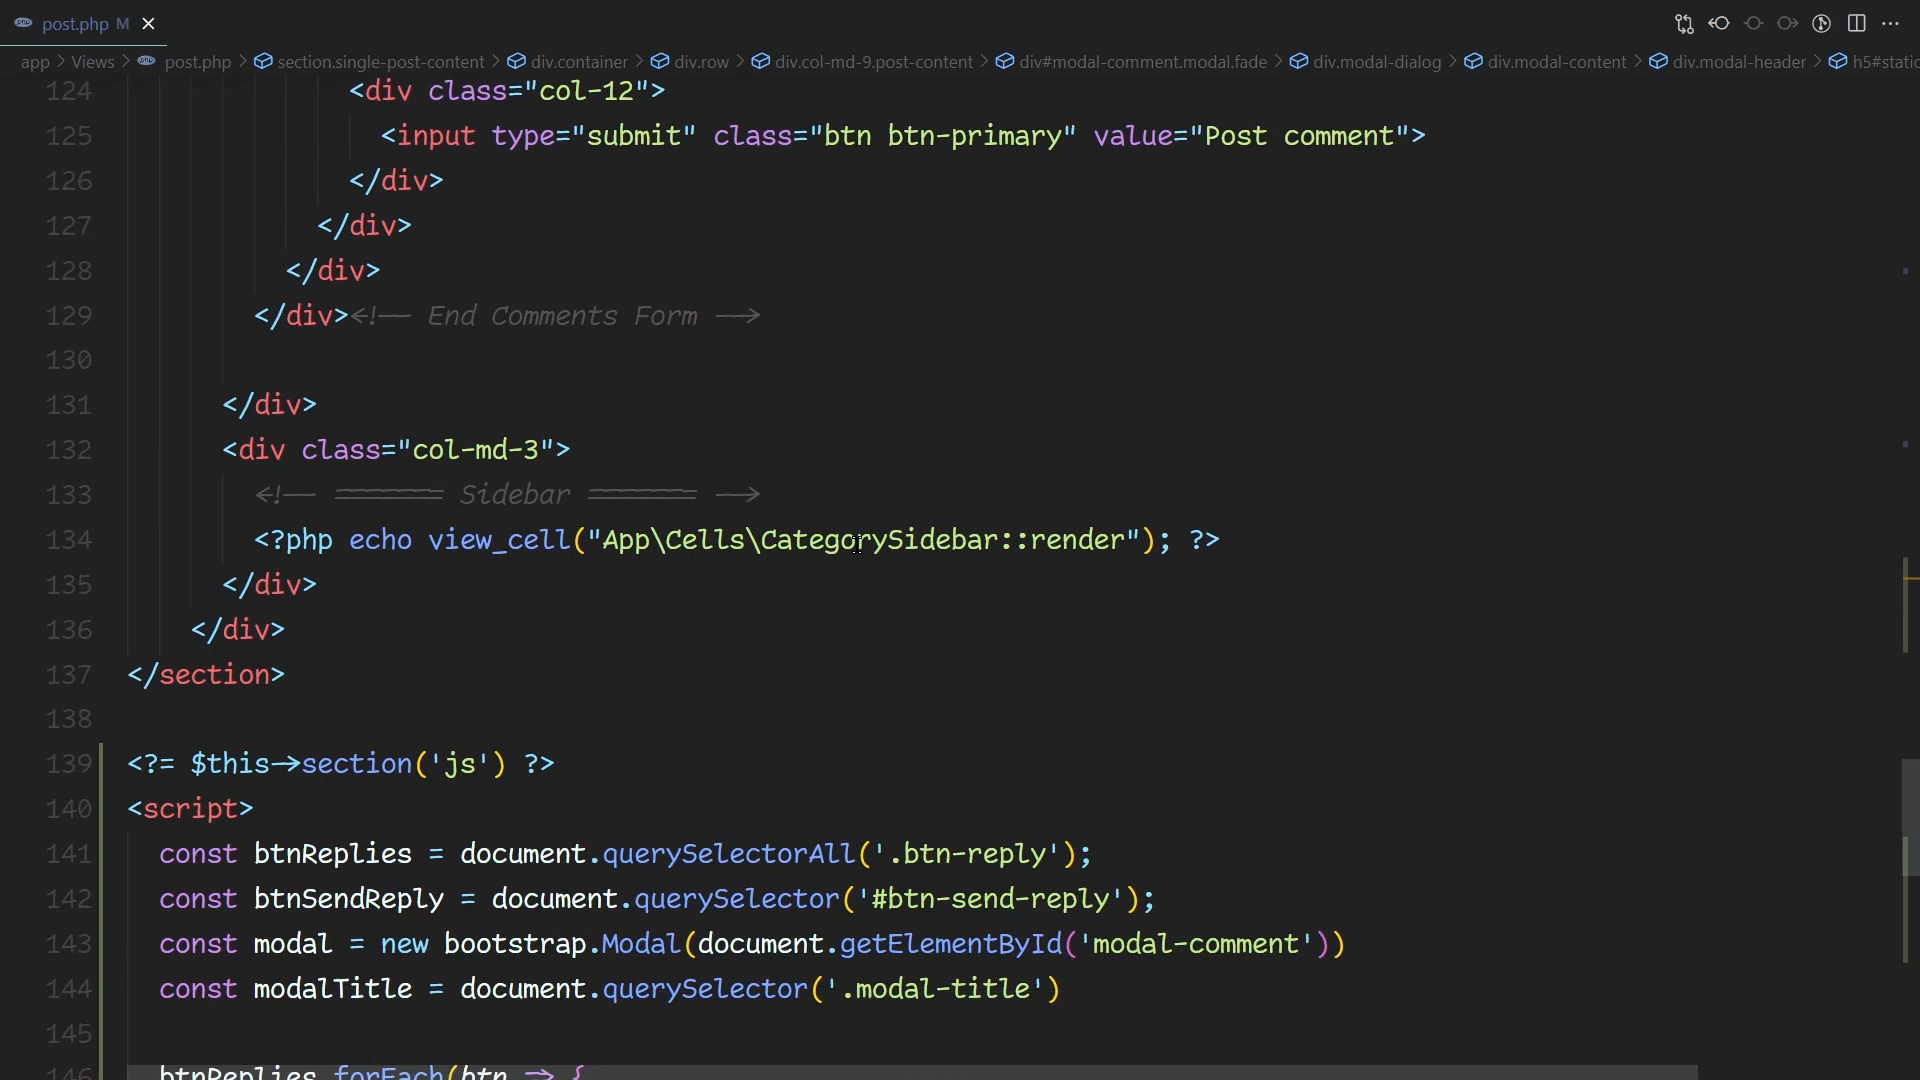 post.php M
app > Views > post.php > section.single-post-content > div.container > div.row > div.col-md-9.post-content > div#modal-comment.modal.fade > div.modal-dialog > div.modal-content > div.modal-header > h5#static
124 <div class="col-12">
125 <input type="submit" class="btn btn-primary" value="Post comment">
126 </div>
127 </div>
128 </div>
129 </div><!-- End Comments Form -->
130
131 </div>
132 <div class="col-md-3">
133 <!-- ======= Sidebar ======= -->
134 <?php echo view_cell("App\Cells\CategorySidebar::render"); ?>
135 </div>
136 </div>
137 </section>
138
139 <?= $this->section('js') ?>
140 <script>
141 const btnReplies = document.querySelectorAll('.btn-reply');
142 const btnSendReply = document.querySelector('#btn-send-reply');
143 const modal = new bootstrap.Modal(document.getElementById('modal-comment'))
144 const modalTitle = document.querySelector('.modal-title')
145
146 btnReplies.forEach(btn => {